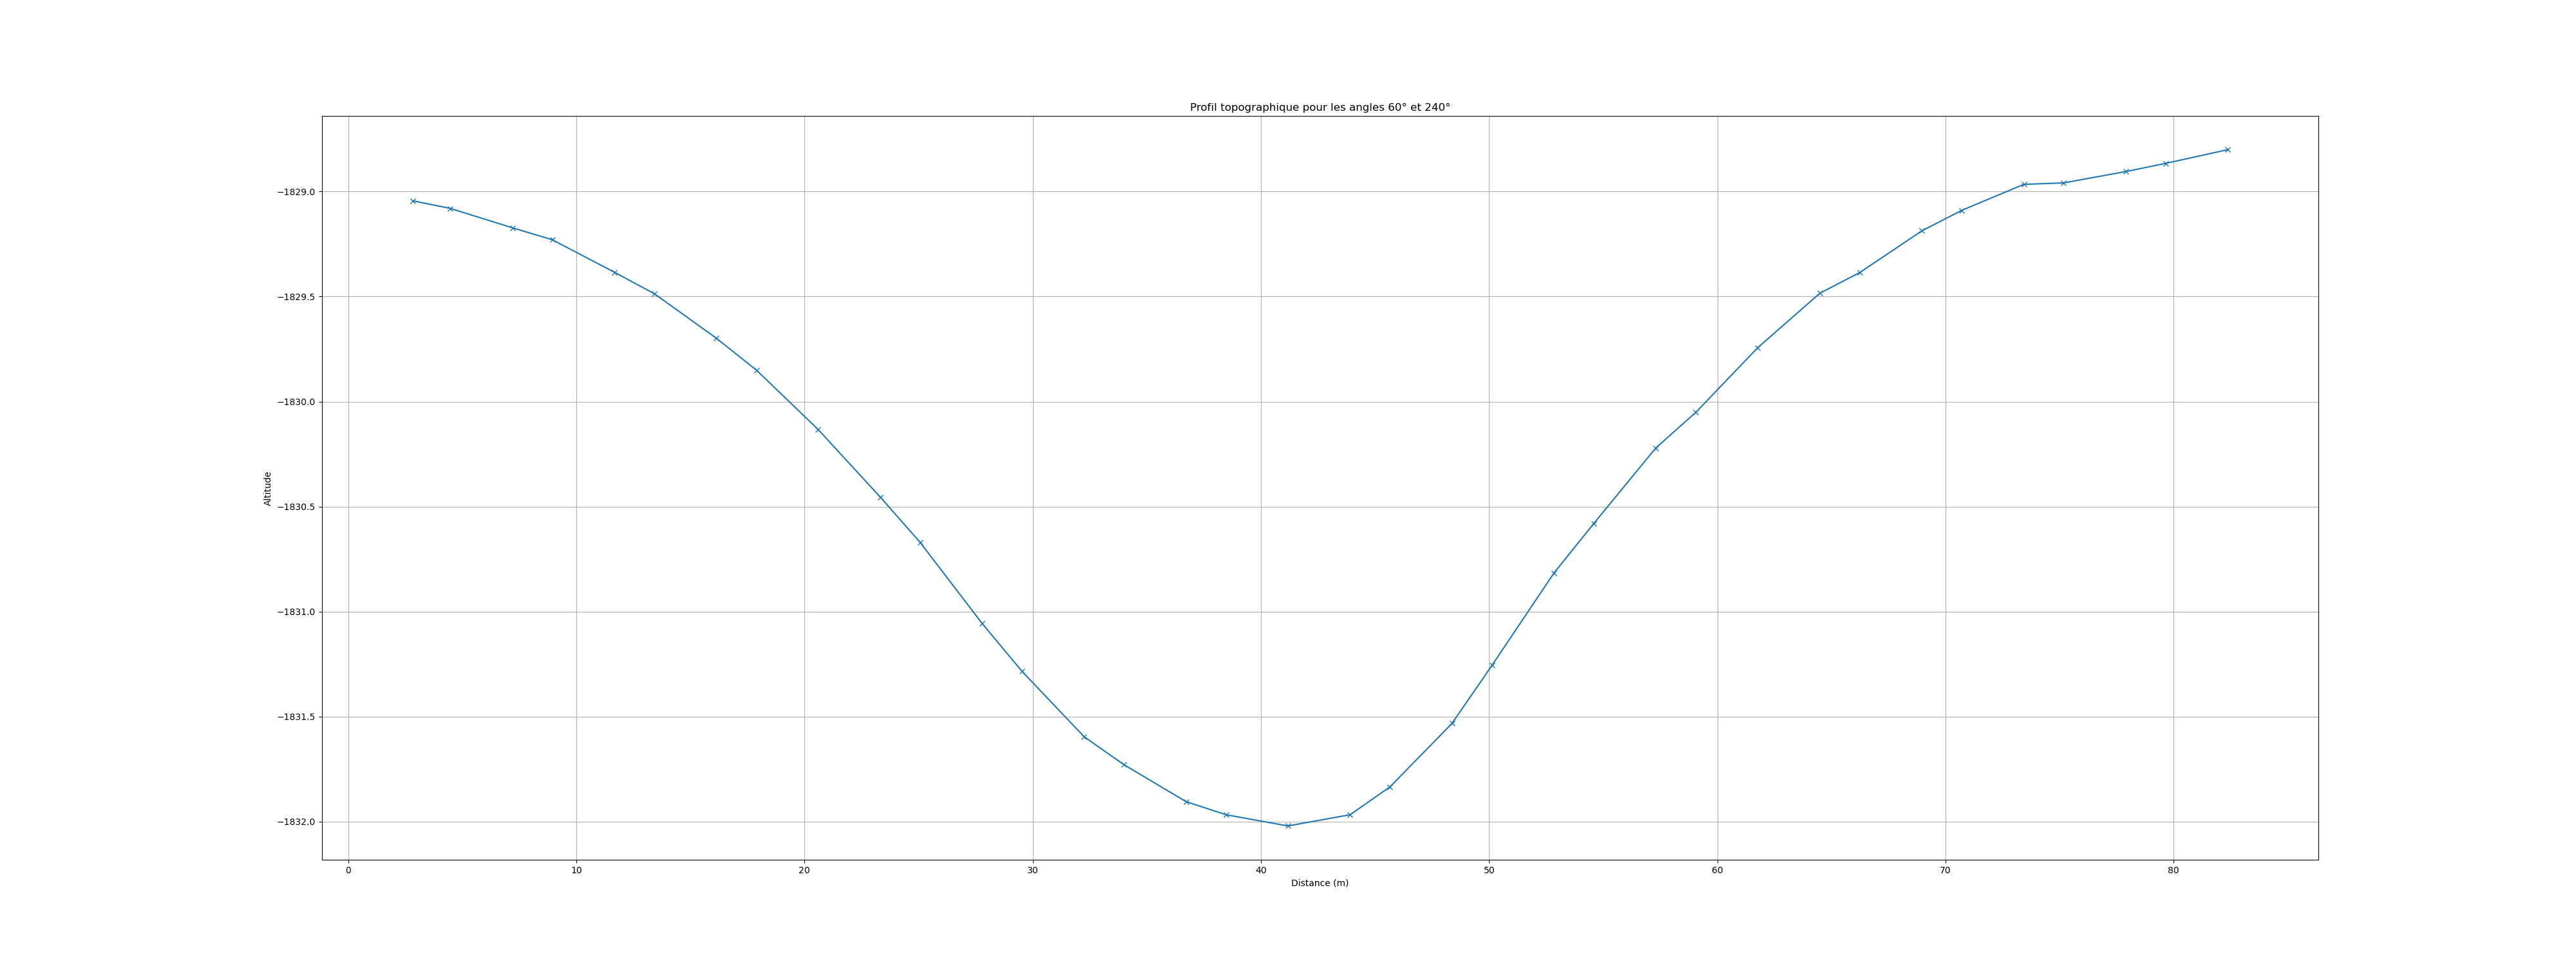 Profil topographique pour les angles 60° et 240°
Altitude
−1829.0
−1829.5
−1830.0
−1830.5
−1831.0
−1831.5
−1832.0
0 10 20 30 40 50 60 70 80
Distance (m)